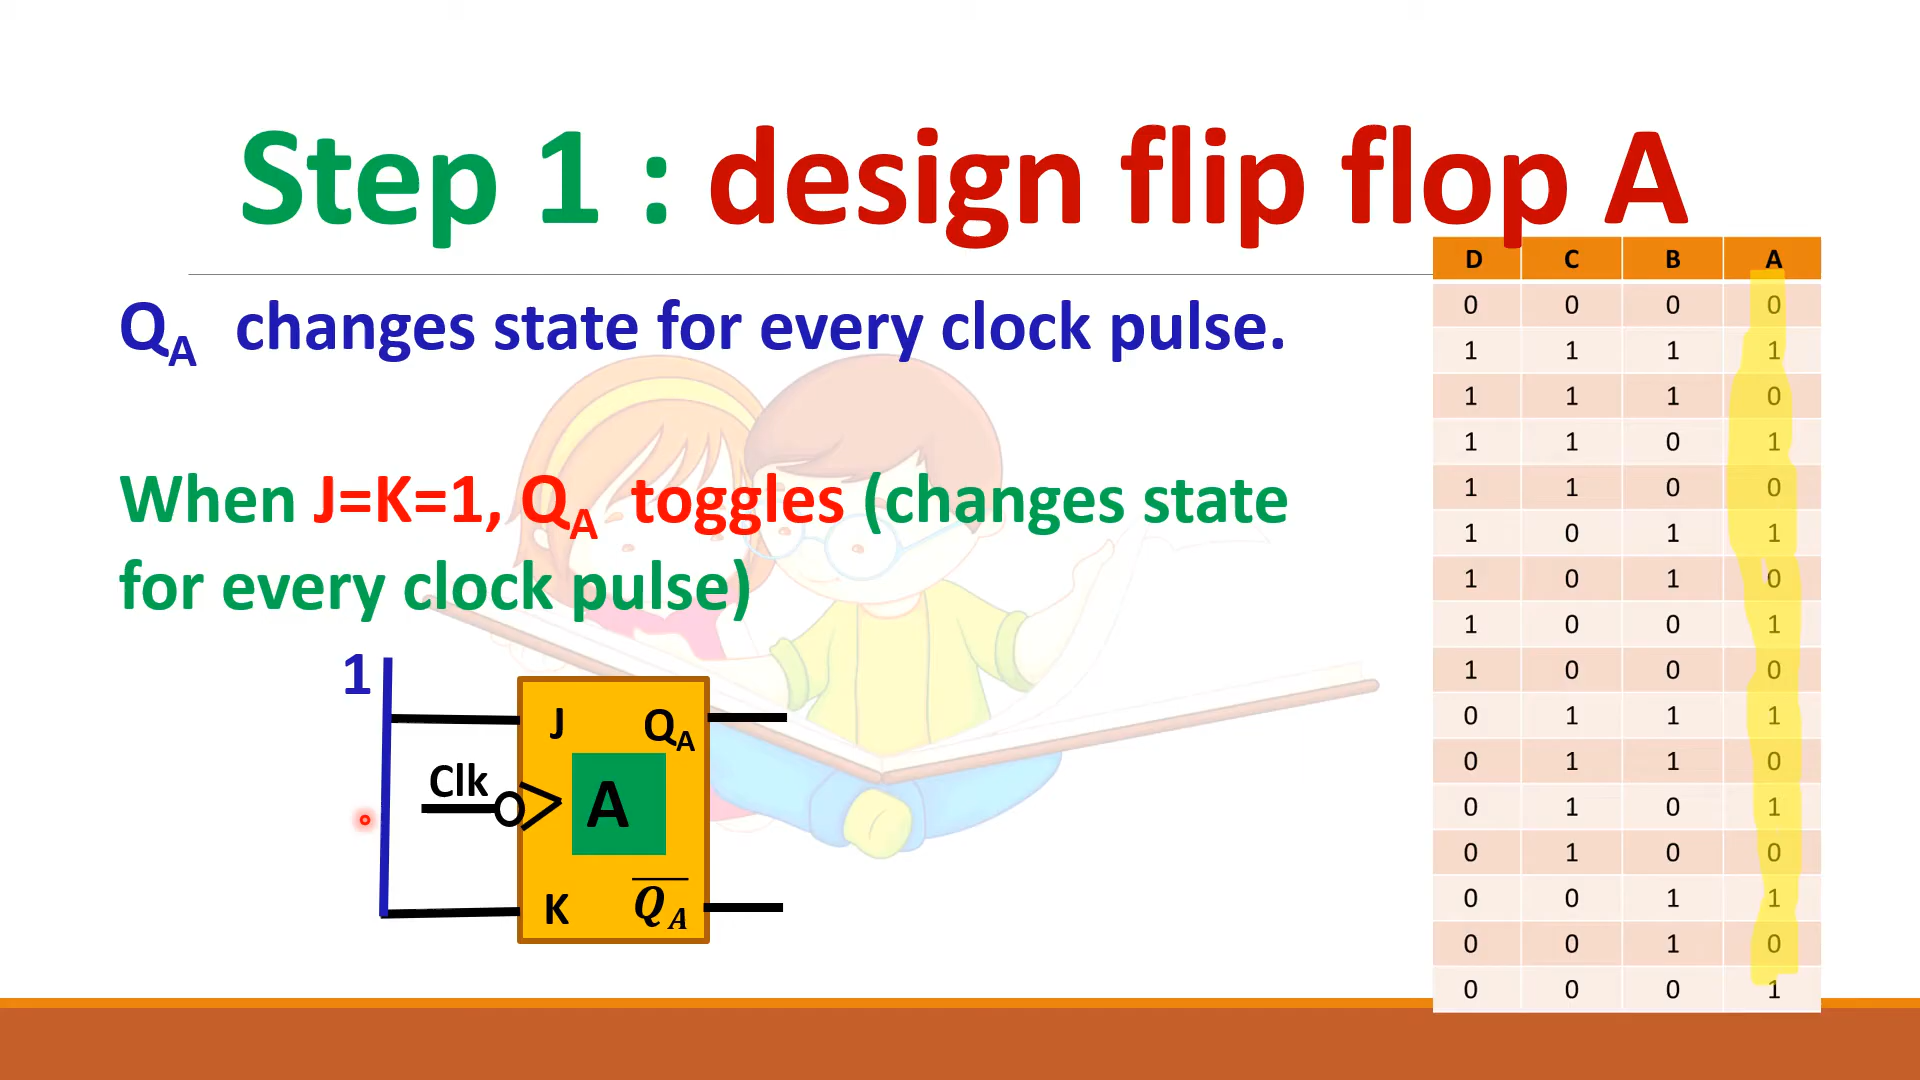 Step 1 : design flip flop A
Q_A changes state for every clock pulse.
When J=K=1, Q_A toggles (changes state
for every clock pulse)
1
J Q_A
Clk
A
K \overline{Q_A}
D C B A
0 0 0 0
1 1 1 1
1 1 1 0
1 1 0 1
1 1 0 0
1 0 1 1
1 0 1 0
1 0 0 1
1 0 0 0
0 1 1 1
0 1 1 0
0 1 0 1
0 1 0 0
0 0 1 1
0 0 1 0
0 0 0 1